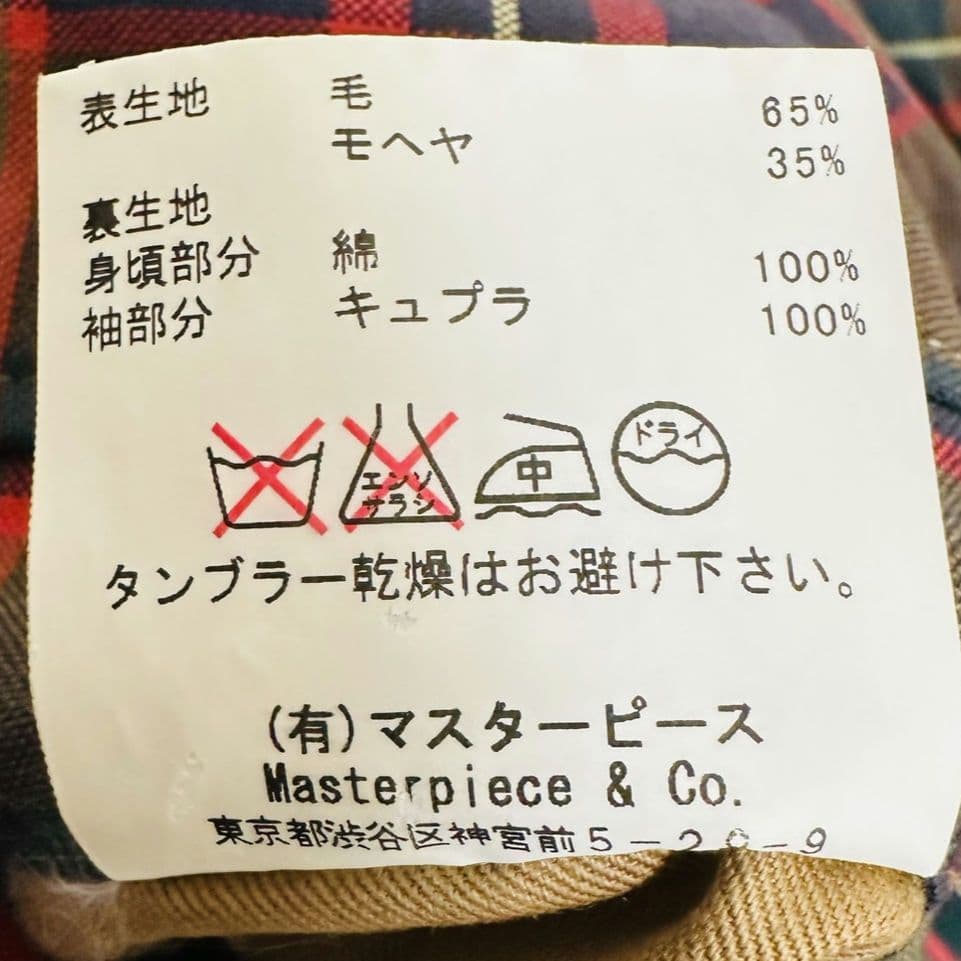 表生地 毛 65%
モヘヤ 35%
裏生地
身頃部分 綿 100%
袖部分 キュプラ 100%
エンソ
サラシ
中
ドライ
タンブラー乾燥はお避け下さい。
(有)マスターピース
Masterpiece & Co.
東京都渋谷区神宮前5-2